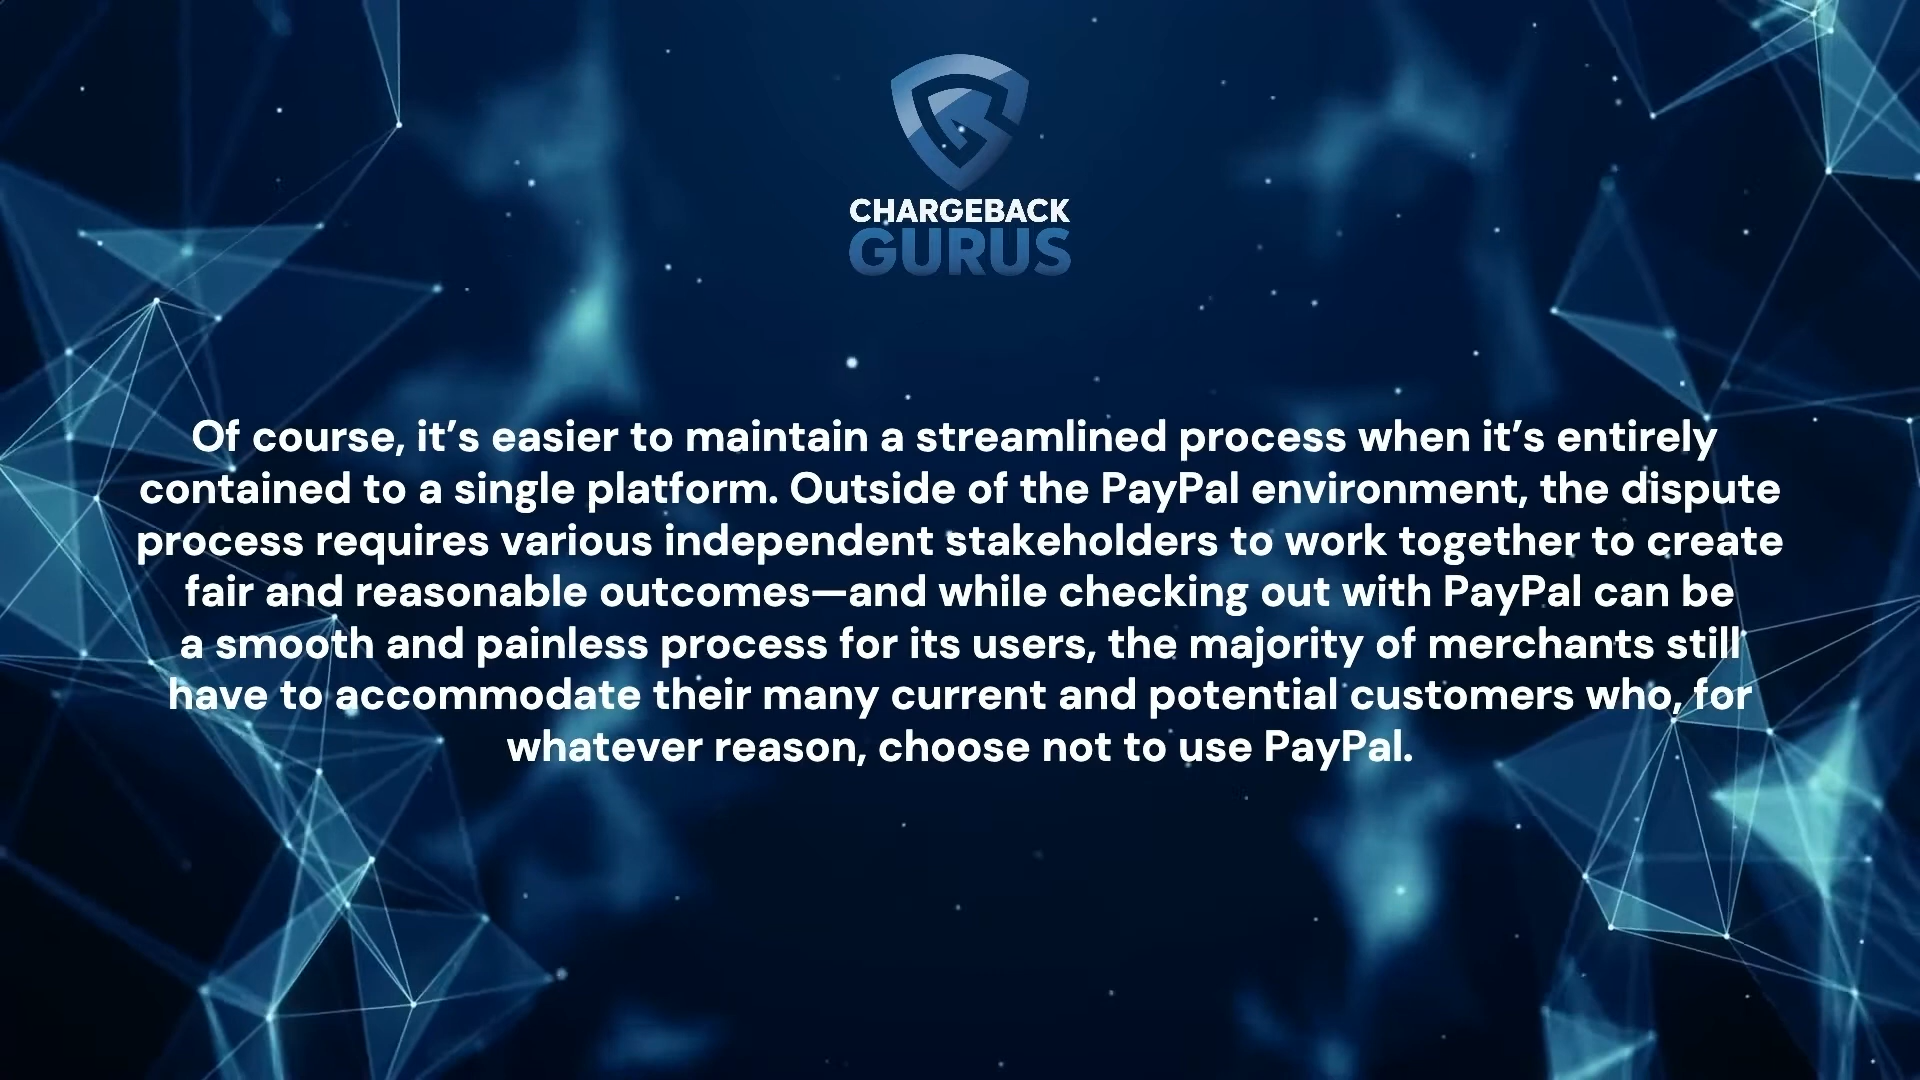 CHARGEBACK
GURUS
Of course, it’s easier to maintain a streamlined process when it’s entirely
contained to a single platform. Outside of the PayPal environment, the dispute
process requires various independent stakeholders to work together to create
fair and reasonable outcomes—and while checking out with PayPal can be
a smooth and painless process for its users, the majority of merchants still
have to accommodate their many current and potential customers who, for
whatever reason, choose not to use PayPal.